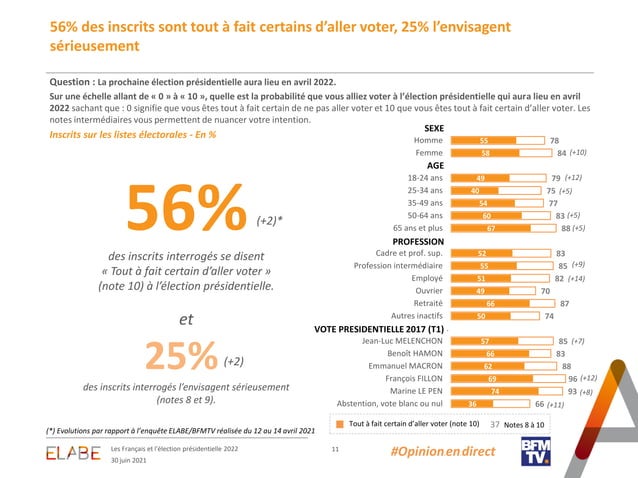 56% des inscrits sont tout à fait certains d'aller voter, 25% l'envisagent
sérieusement
Question : La prochaine élection présidentielle aura lieu en avril 2022.
Sur une échelle allant de « 0 » à « 10 », quelle est la probabilité que vous alliez voter à l'élection présidentielle qui aura lieu en avril
2022 sachant que : 0 signifie que vous êtes tout à fait certain de ne pas aller voter et 10 que vous êtes tout à fait certain d'aller voter. Les
notes intermédiaires vous permettent de nuancer votre intention.
Inscrits sur les listes électorales - En %
56% (+2)*
des inscrits interrogés se disent
« Tout à fait certain d'aller voter »
(note 10) à l'élection présidentielle.
et
25% (+2)
des inscrits interrogés l'envisagent sérieusement
(notes 8 et 9).
SEXE
Homme 55 78
Femme 58 84 (+10)
AGE
18-24 ans 49 79 (+12)
25-34 ans 40 75 (+5)
35-49 ans 54 77
50-64 ans 60 83 (+5)
65 ans et plus 67 88 (+5)
PROFESSION
Cadre et prof. sup. 52 83
Profession intermédiaire 55 85 (+9)
Employé 51 82 (+14)
Ouvrier 49 70
Retraité 66 87
Autres inactifs 50 74
VOTE PRESIDENTIELLE 2017 (T1)
Jean-Luc MELENCHON 57 85 (+7)
Benoît HAMON 66 83
Emmanuel MACRON 62 88
François FILLON 69 96 (+12)
Marine LE PEN 74 93 (+8)
Abstention, vote blanc ou nul 36 66 (+11)
Tout à fait certain d'aller voter (note 10) 37 Notes 8 à 10
(*) Evolutions par rapport à l'enquête ELABE/BFMTV réalisée du 12 au 14 avril 2021
ELABE
Les Français et l'élection présidentielle 2022
30 juin 2021
11
#Opinion en direct
BFM
TV.